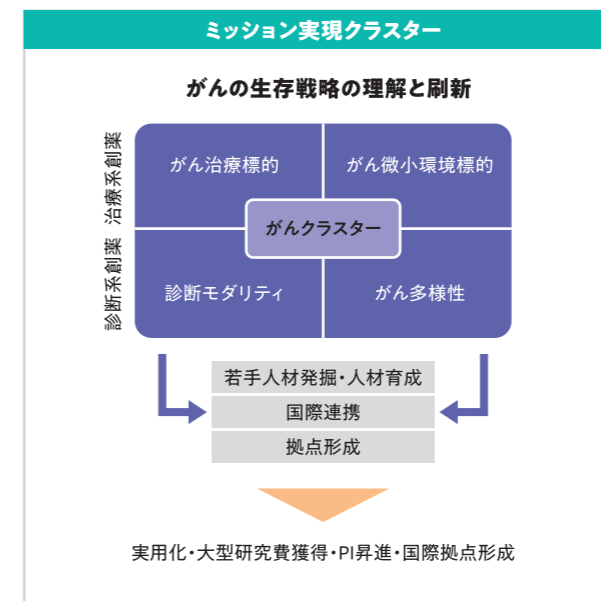 ミッション実現クラスター
がんの生存戦略の理解と刷新
治療系創薬
がん治療標的
がん微小環境標的
がんクラスター
診断系創薬
診断モダリティ
がん多様性
若手人材発掘・人材育成
国際連携
拠点形成
実用化・大型研究費獲得・PI昇進・国際拠点形成